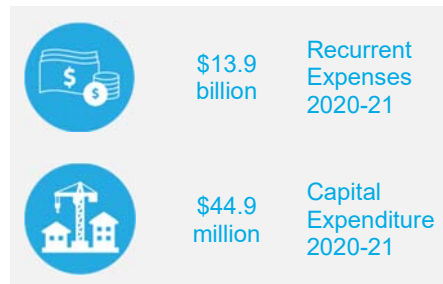 $13.9
billion
Recurrent
Expenses
2020-21
$44.9
million
Capital
Expenditure
2020-21